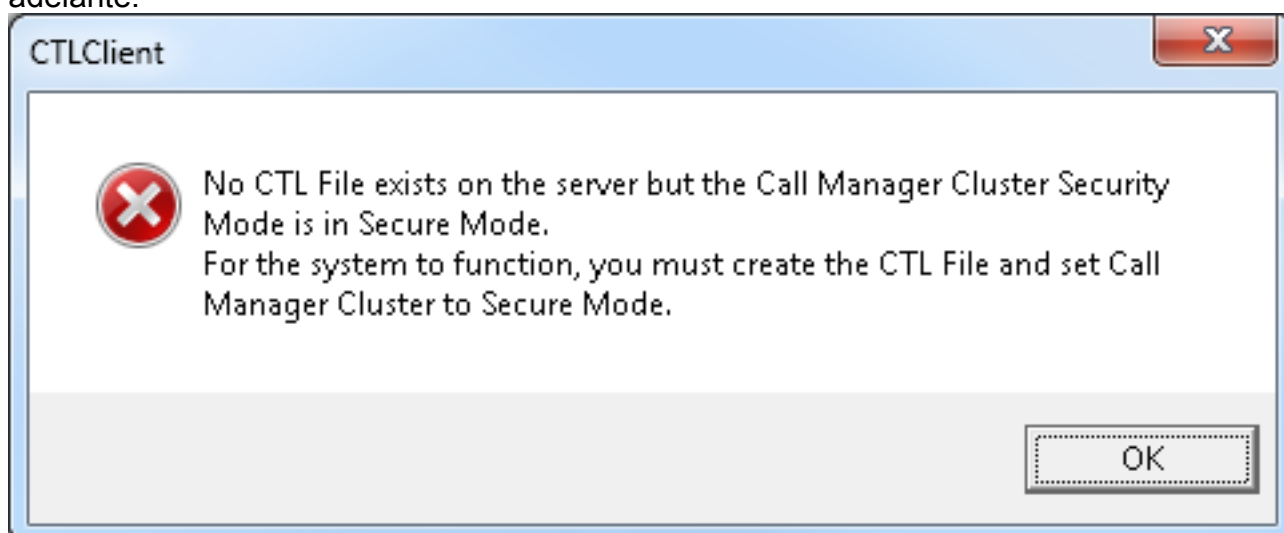 adelante.
CTLClient
No CTL File exists on the server but the Call Manager Cluster Security
Mode is in Secure Mode.
For the system to function, you must create the CTL File and set Call
Manager Cluster to Secure Mode.
OK